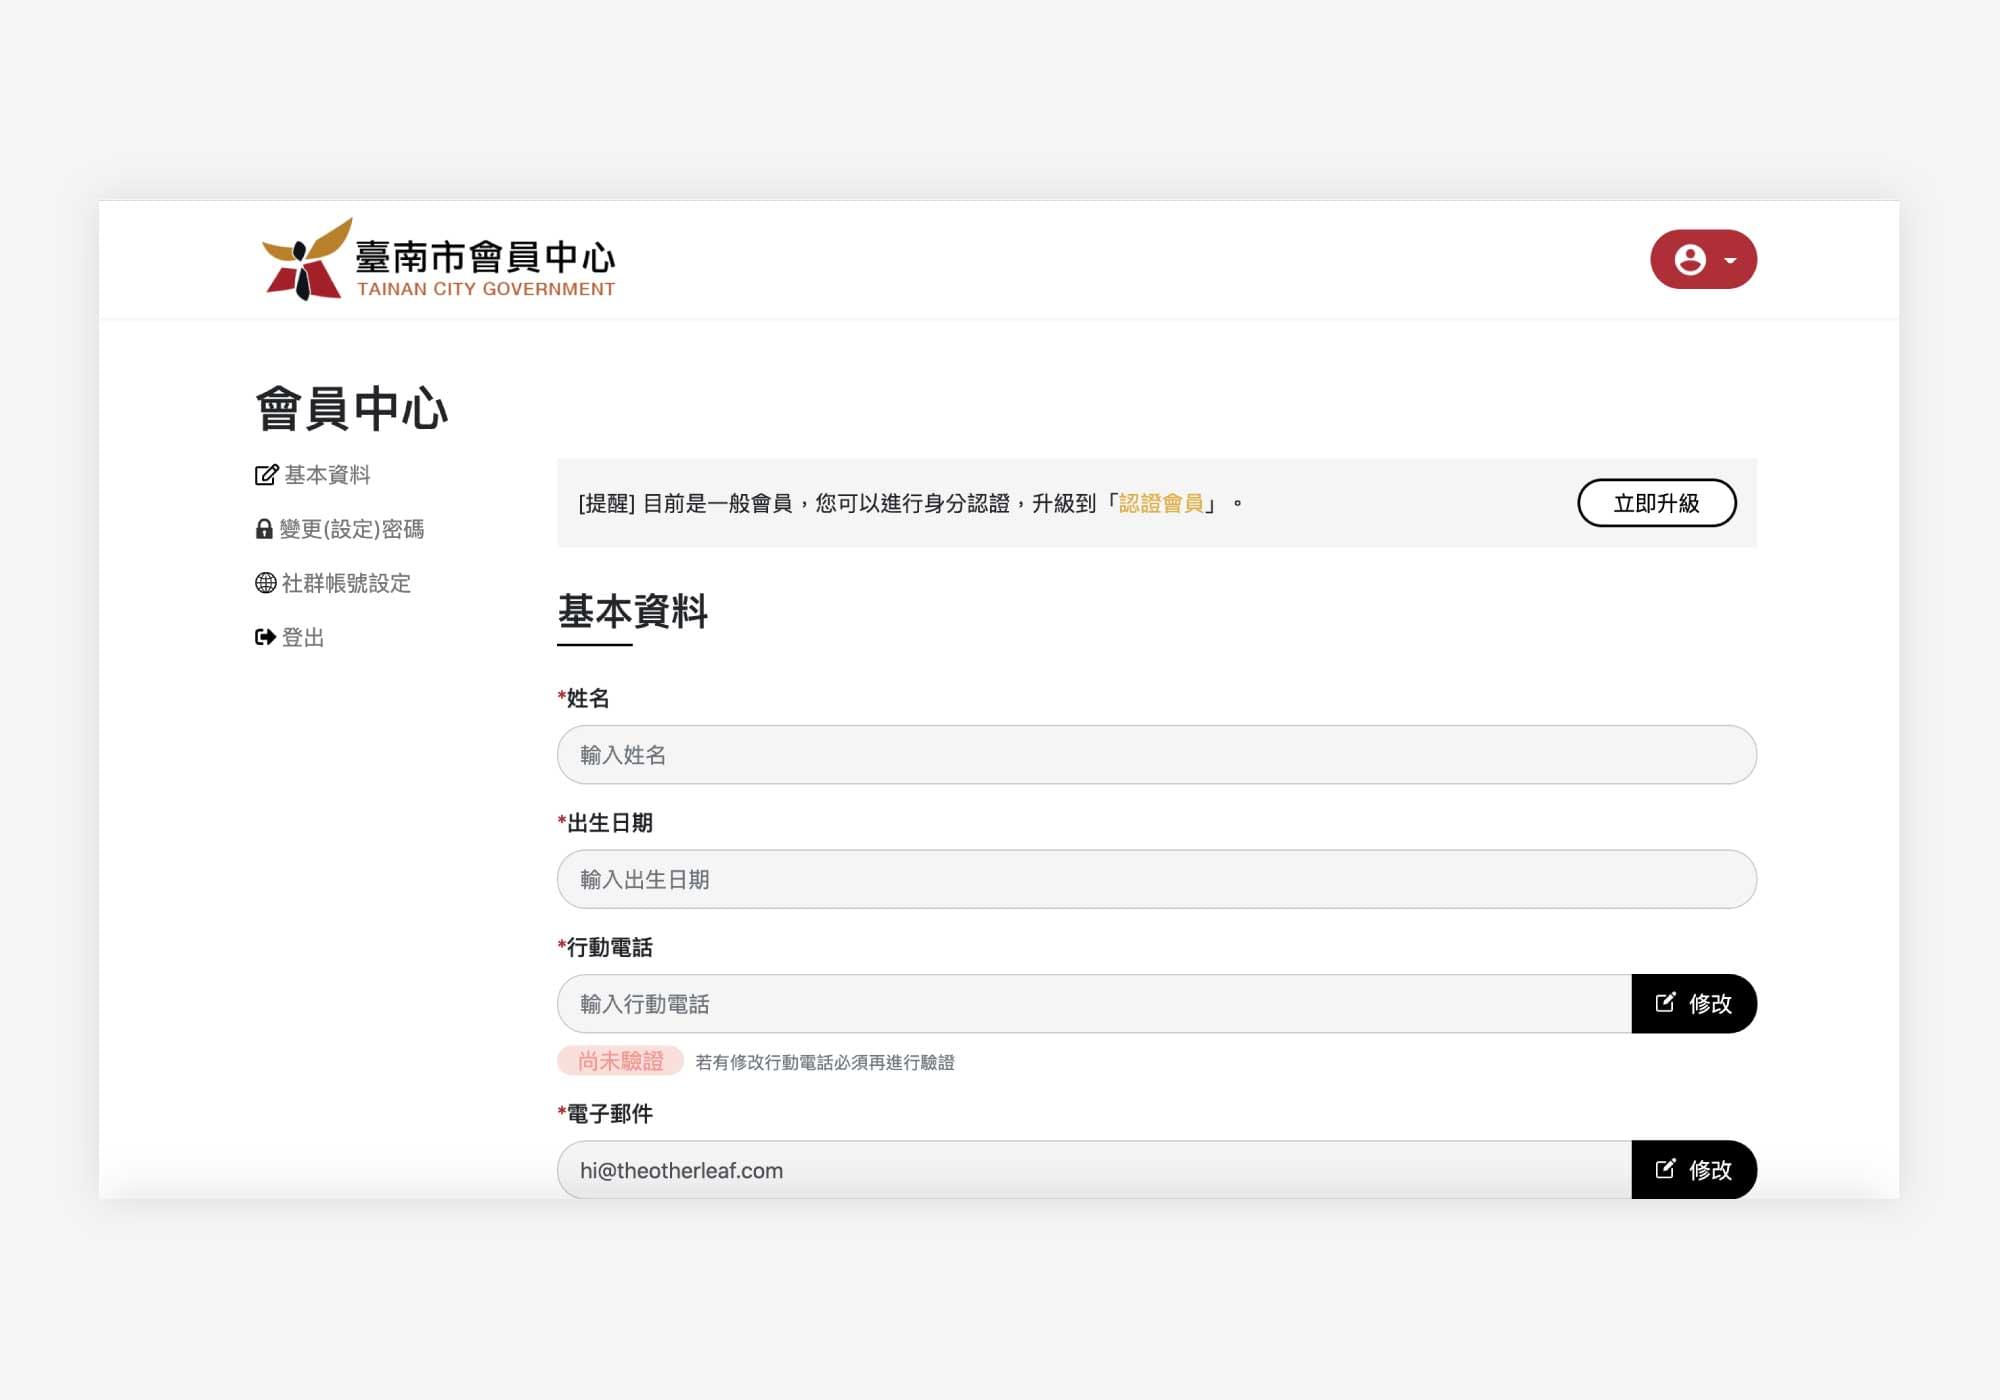 臺南市會員中心
TAINAN CITY GOVERNMENT
會員中心
基本資料
變更(設定)密碼
社群帳號設定
登出
[提醒] 目前是一般會員，您可以進行身分認證，升級到「認證會員」。
立即升級
基本資料
*姓名
輸入姓名
*出生日期
輸入出生日期
*行動電話
輸入行動電話
修改
尚未驗證 若有修改行動電話必須再進行驗證
*電子郵件
hi@theotherleaf.com
修改